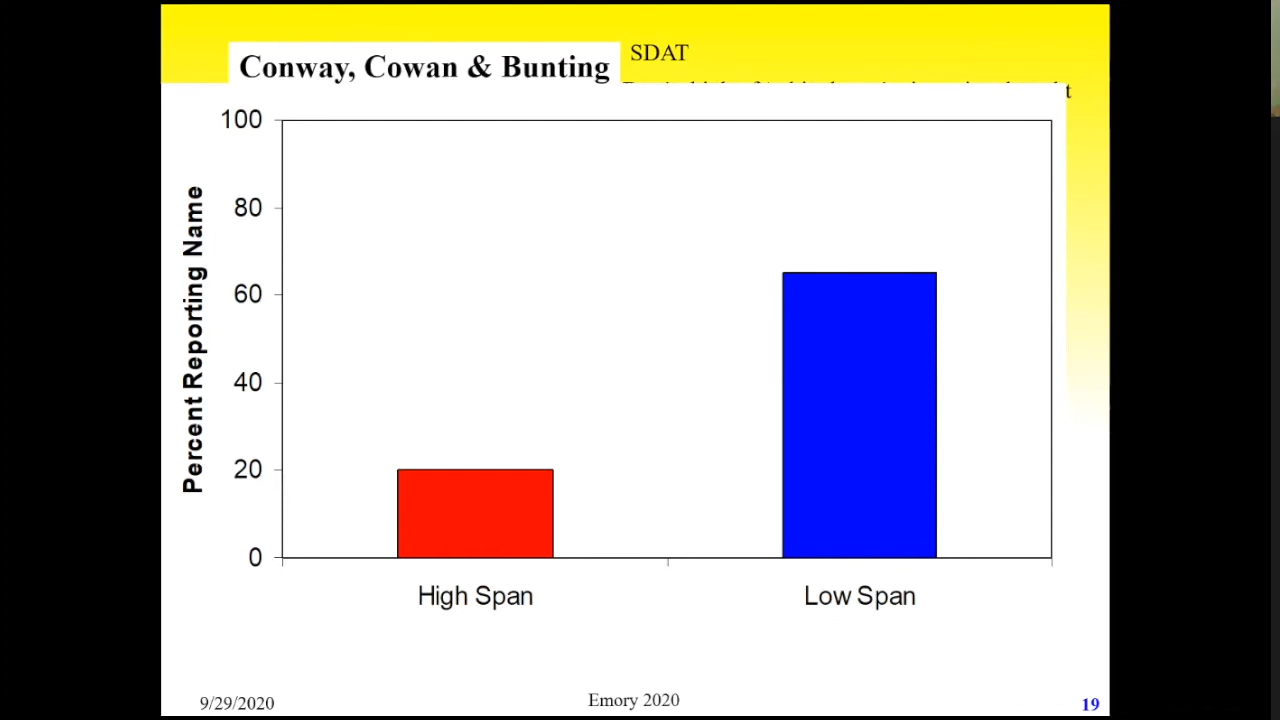 SDAT
Conway, Cowan & Bunting
100
80
60
40
20
0
Percent Reporting Name
High Span
Low Span
9/29/2020
Emory 2020
19